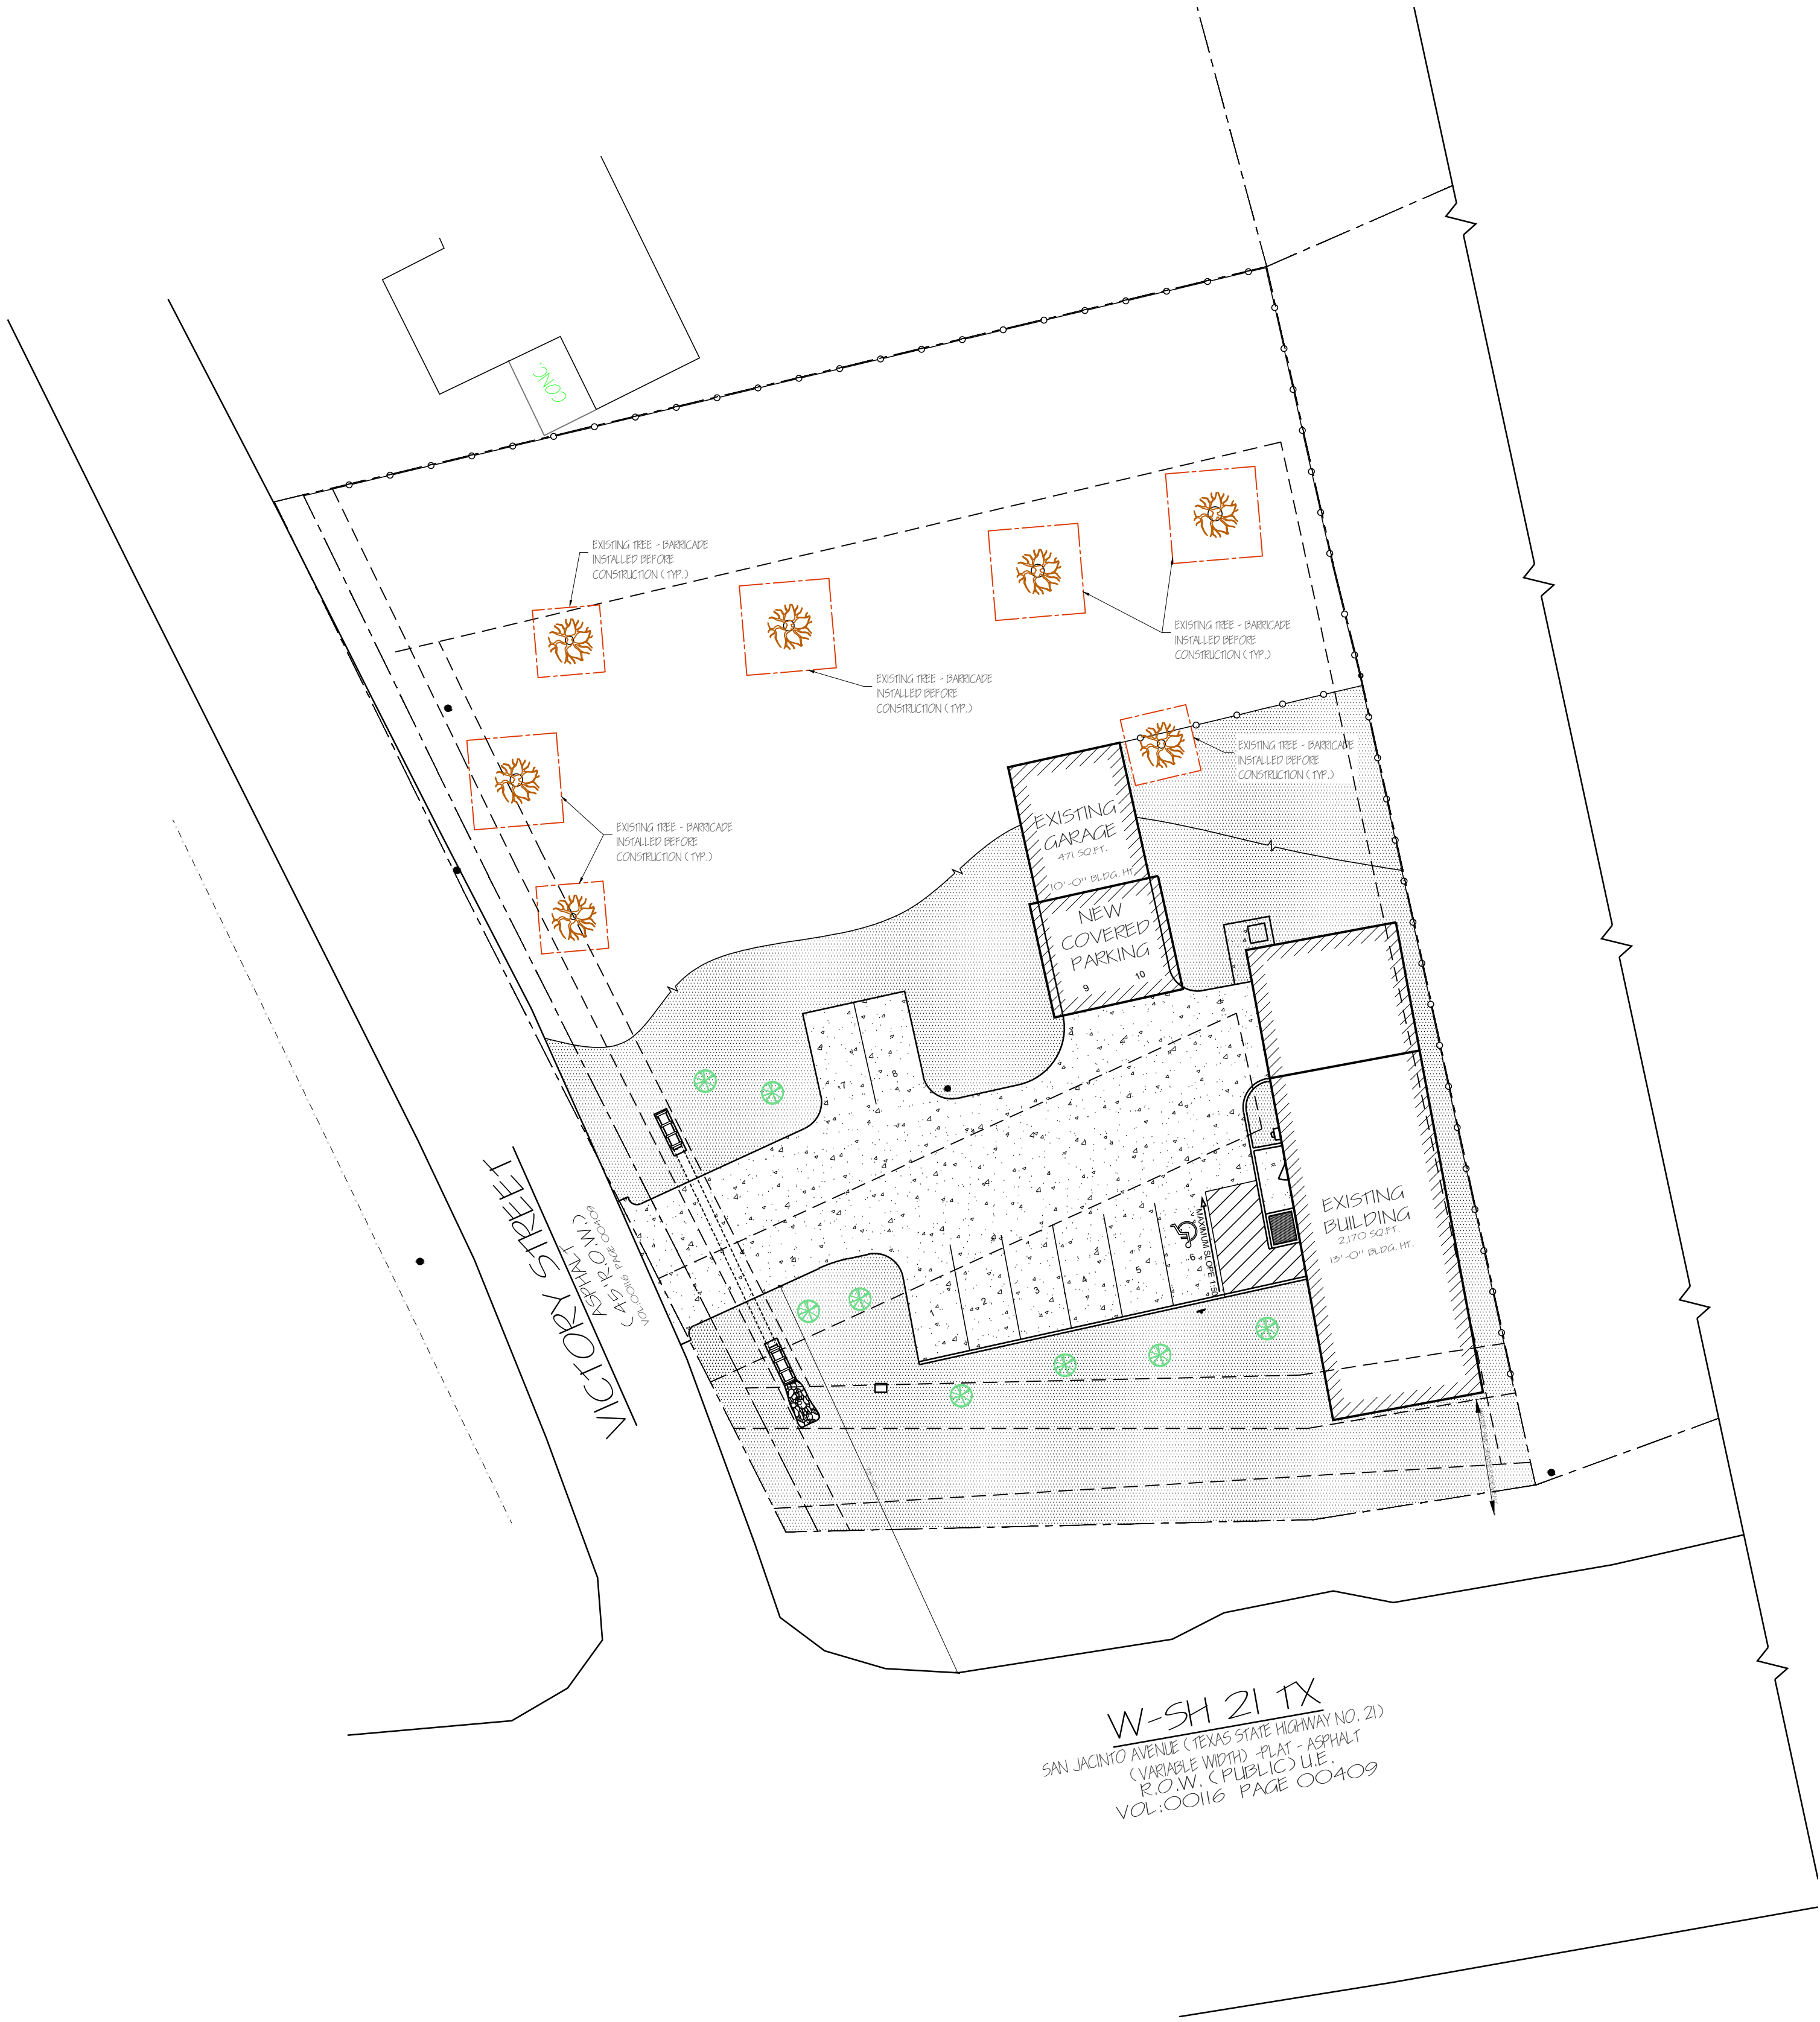 CONC.
EXISTING TREE - BARRICADE
INSTALLED BEFORE
CONSTRUCTION (TYP.)
EXISTING TREE - BARRICADE
INSTALLED BEFORE
CONSTRUCTION (TYP.)
EXISTING TREE - BARRICADE
INSTALLED BEFORE
CONSTRUCTION (TYP.)
EXISTING TREE - BARRICADE
INSTALLED BEFORE
CONSTRUCTION (TYP.)
EXISTING TREE - BARRICADE
INSTALLED BEFORE
CONSTRUCTION (TYP.)
EXISTING
GARAGE
471 SQ.FT.
10'-0" BLDG. HT.
NEW
COVERED
PARKING
9
10
7
8
1
2
3
4
5
6
MAXIMUM SLOPE 1:50
EXISTING
BUILDING
2,170 SQ.FT.
13'-0" BLDG. HT.
VICTORY STREET
ASPHALT
(45' R.O.W.)
VOL:00116 PAGE 00409
W-SH 21 TX
SAN JACINTO AVENUE (TEXAS STATE HIGHWAY NO. 21)
(VARIABLE WIDTH) -PLAT - ASPHALT
R.O.W. (PUBLIC) U.E.
VOL:00116 PAGE 00409